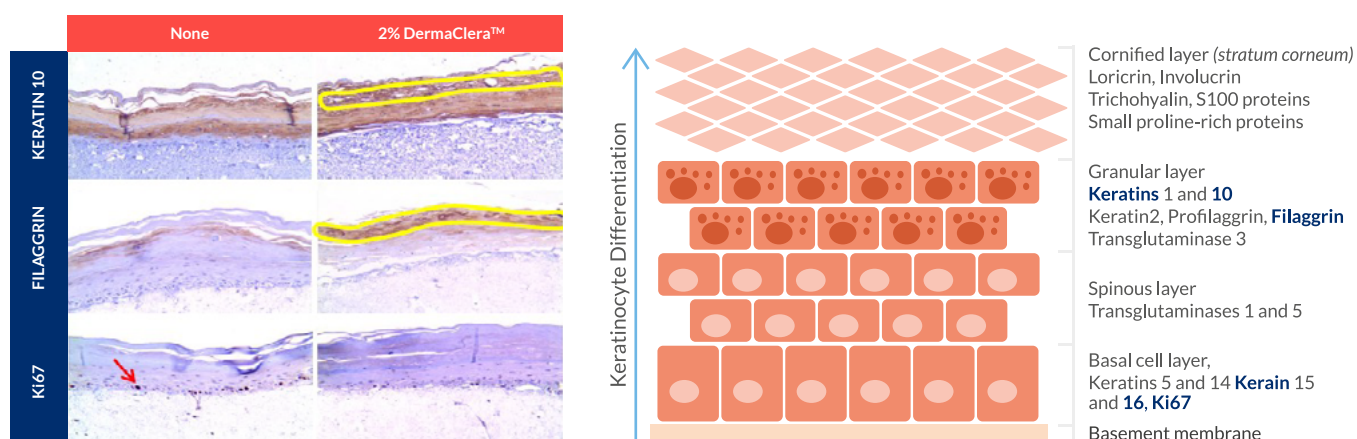 None
2% DermaClera™
KERATIN 10
FILAGGRIN
Ki67
Keratinocyte Differentiation
Cornified layer (stratum corneum)
Loricrin, Involucrin
Trichohyalin, S100 proteins
Small proline-rich proteins
Granular layer
Keratins 1 and 10
Keratin2, Profilaggrin, Filaggrin
Transglutaminase 3
Spinous layer
Transglutaminases 1 and 5
Basal cell layer,
Keratins 5 and 14 Kerain 15
and 16, Ki67
Basement membrane